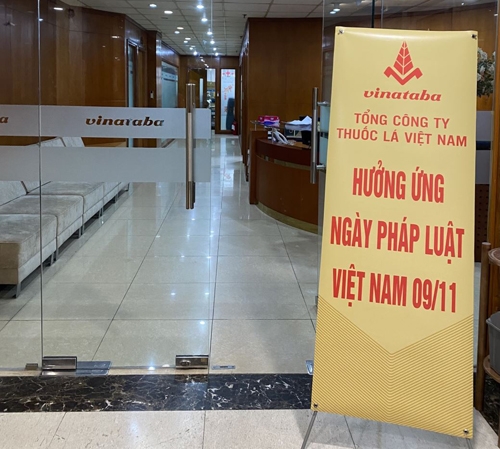 vinataba
vinataba
TỔNG CÔNG TY
THUỐC LÁ VIỆT NAM
HƯỞNG ỨNG
NGÀY PHÁP LUẬT
VIỆT NAM 09/11